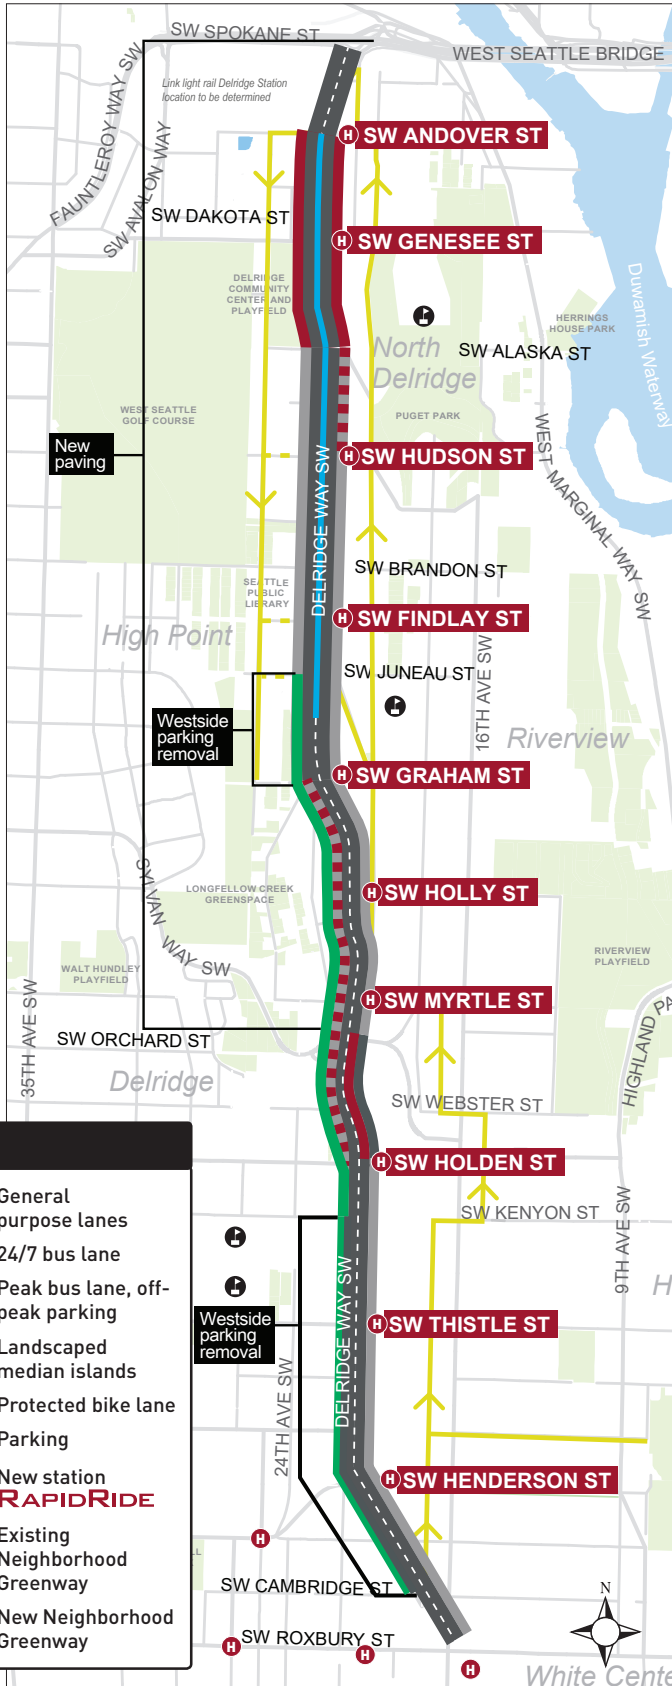 SW SPOKANE ST
WEST SEATTLE BRIDGE
Link light rail Delridge Station
location to be determined
FAUNTLEROY WAY SW
SW AVALON WAY
H SW ANDOVER ST
SW DAKOTA ST
H SW GENESEE ST
DELRIDGE
COMMUNITY
CENTER AND
PLAYFIELD
Duwamish Waterway
HERRINGS
HOUSE PARK
North
Delridge
SW ALASKA ST
WEST SEATTLE
GOLF COURSE
PUGET PARK
New
paving
H SW HUDSON ST
WEST MARGINAL WAY SW
DELRIDGE WAY SW
SW BRANDON ST
SEATTLE
PUBLIC
LIBRARY
H SW FINDLAY ST
High Point
SW JUNEAU ST
16TH AVE SW
Westside
parking
removal
Riverview
H SW GRAHAM ST
SYLVAN WAY SW
LONGFELLOW CREEK
GREENSPACE
H SW HOLLY ST
RIVERVIEW
PLAYFIELD
WALT HUNDLEY
PLAYFIELD
35TH AVE SW
H SW MYRTLE ST
HIGHLAND PA
SW ORCHARD ST
Delridge
SW WEBSTER ST
H SW HOLDEN ST
9TH AVE SW
SW KENYON ST
H
Westside
parking
removal
DELRIDGE WAY SW
H SW THISTLE ST
24TH AVE SW
H SW HENDERSON ST
H
LL
SW CAMBRIDGE ST
H SW ROXBURY ST
H
H
N
White Cente
General
purpose lanes
24/7 bus lane
Peak bus lane, off-
peak parking
Landscaped
median islands
Protected bike lane
Parking
New station
RAPIDRIDE
Existing
Neighborhood
Greenway
New Neighborhood
Greenway